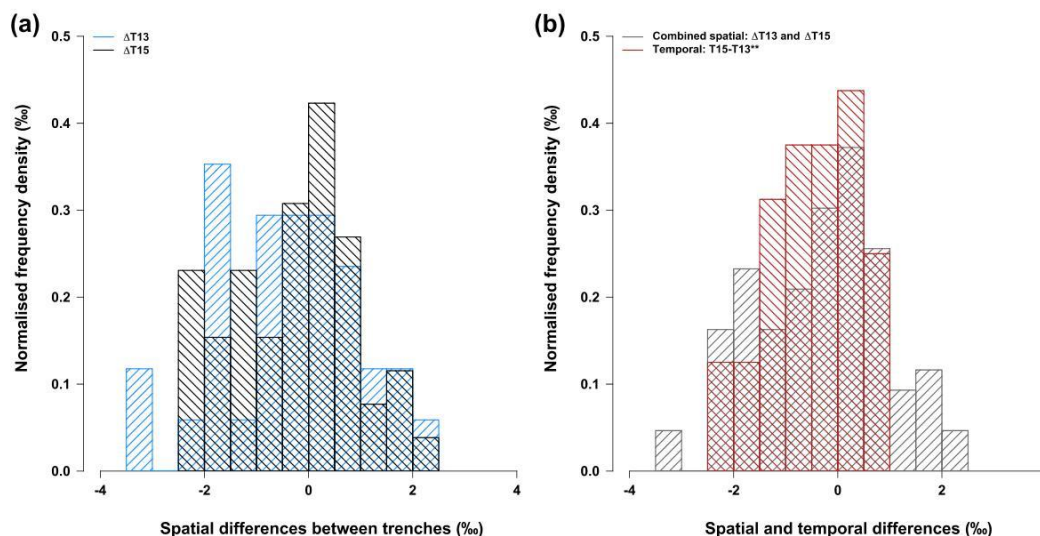 (a)
ΔT13
ΔT15
Normalised frequency density (‰)
0.5
0.4
0.3
0.2
0.1
0.0
-4
-2
0
2
4
Spatial differences between trenches (‰)
(b)
Combined spatial: ΔT13 and ΔT15
Temporal: T15-T13**
Normalised frequency density (‰)
0.5
0.4
0.3
0.2
0.1
0.0
-4
-2
0
2
Spatial and temporal differences (‰)